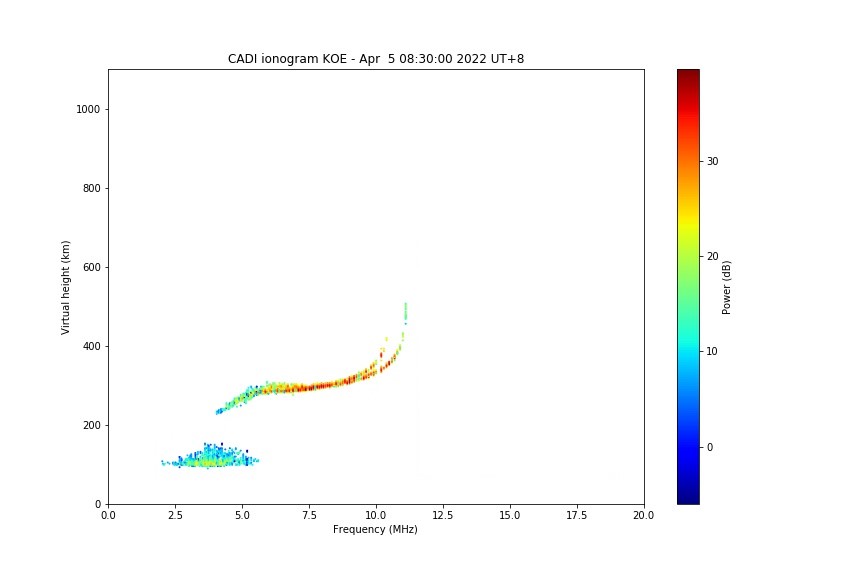 CADI ionogram KOE - Apr  5 08:30:00 2022 UT+8
1000
800
600
400
200
0
Virtual height (km)
0.0 2.5 5.0 7.5 10.0 12.5 15.0 17.5 20.0
Frequency (MHz)
30
20
10
0
Power (dB)